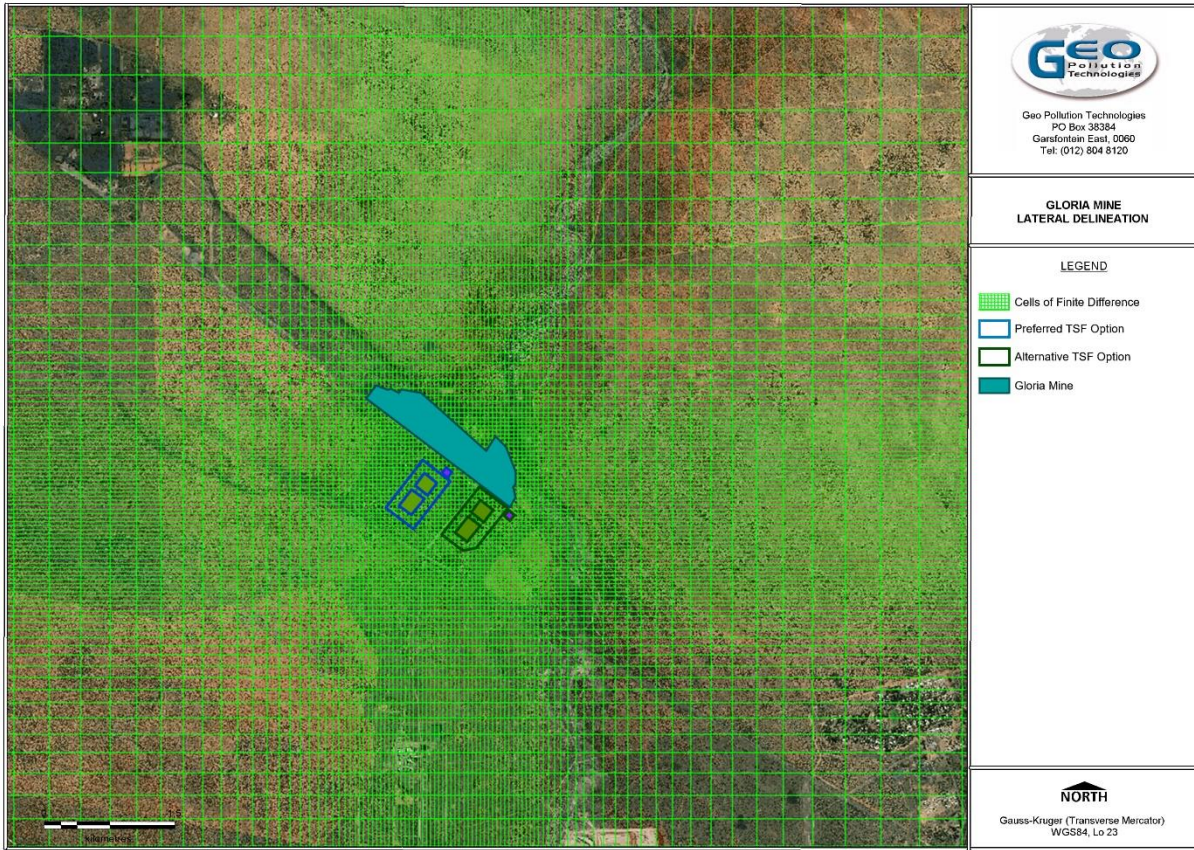 GEO
Pollution
Technologies
Geo Pollution Technologies
PO Box 38384
Garsfontein East, 0060
Tel: (012) 804 8120
GLORIA MINE
LATERAL DELINEATION
LEGEND
Cells of Finite Difference
Preferred TSF Option
Alternative TSF Option
Gloria Mine
NORTH
Gauss-Kruger (Transverse Mercator)
WGS84, Lo 23
kilometres